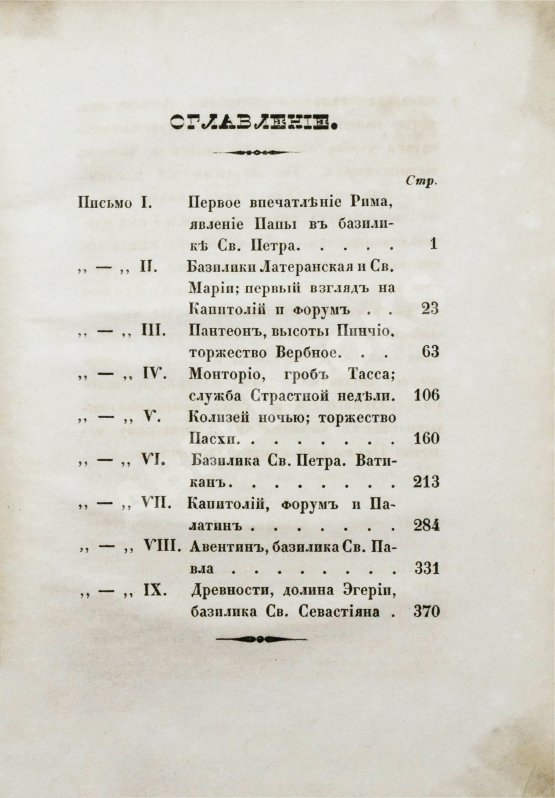 ОГЛАВЛЕНІЕ.
Стр.
Письмо I. Первое впечатлѣніе Рима,
явленіе Папы въ базили-
кѣ Св. Петра. . . . . 1
,, — ,, II. Базилики Латеранская и Св.
Маріи; первый взглядъ на
Капитолій и форумъ . . 23
,, — ,, III. Пантеонъ, высоты Пинчіо.
торжество Вербное. . . 63
,, — ,, IV. Монторіо, гробъ Тасса;
служба Страстной недѣли. 106
,, — ,, V. Колизей ночью; торжество
Пасхи. . . . . . . . 160
,, — ,, VI. Базилика Св. Петра. Вати-
канъ. . . . . . . . 213
,, — ,, VII. Капитолій, форумъ и Па-
латинъ . . . . . . . 284
,, — ,, VIII. Авентинъ, базилика Св. Па-
вла . . . . . . . . 331
,, — ,, IX. Древности, долина Эгеріи,
базилика Св. Севастіяна . 370